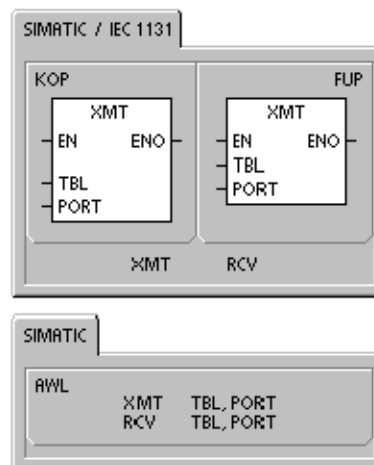 SIMATIC / IEC 1131
KOP
FUP
XMT
EN ENO
TBL
PORT
XMT
EN ENO
TBL
PORT
XMT RCV
SIMATIC
AWL
XMT TBL, PORT
RCV TBL, PORT